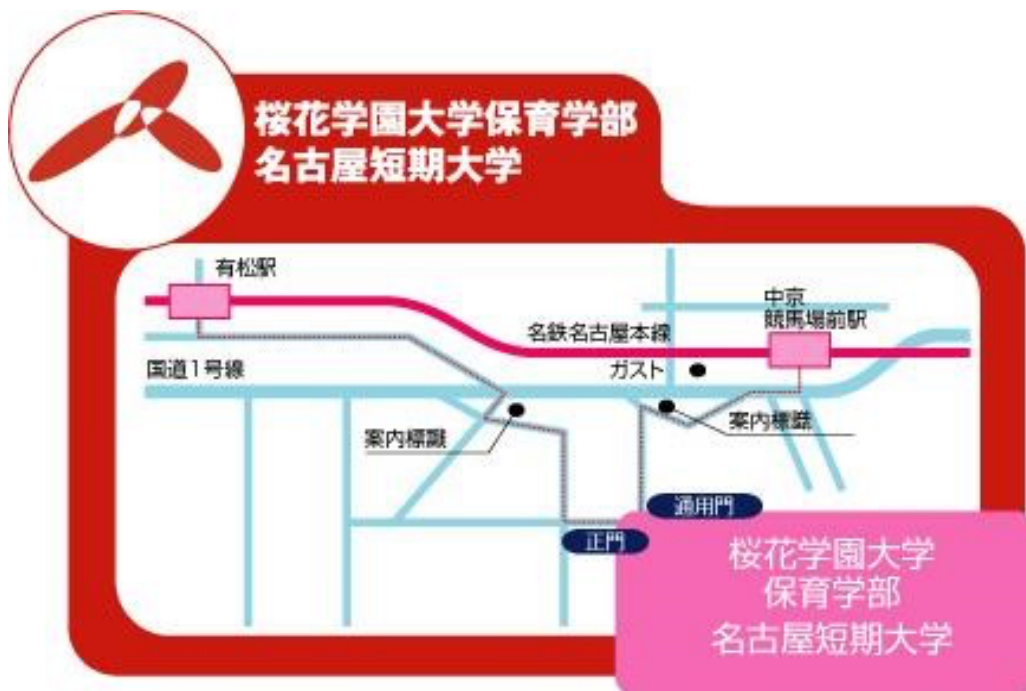 桜花学園大学保育学部
名古屋短期大学
有松駅
中京
競馬場前駅
名鉄名古屋本線
国道1号線
ガスト
案内標識
案内標識
通用門
正門
桜花学園大学
保育学部
名古屋短期大学